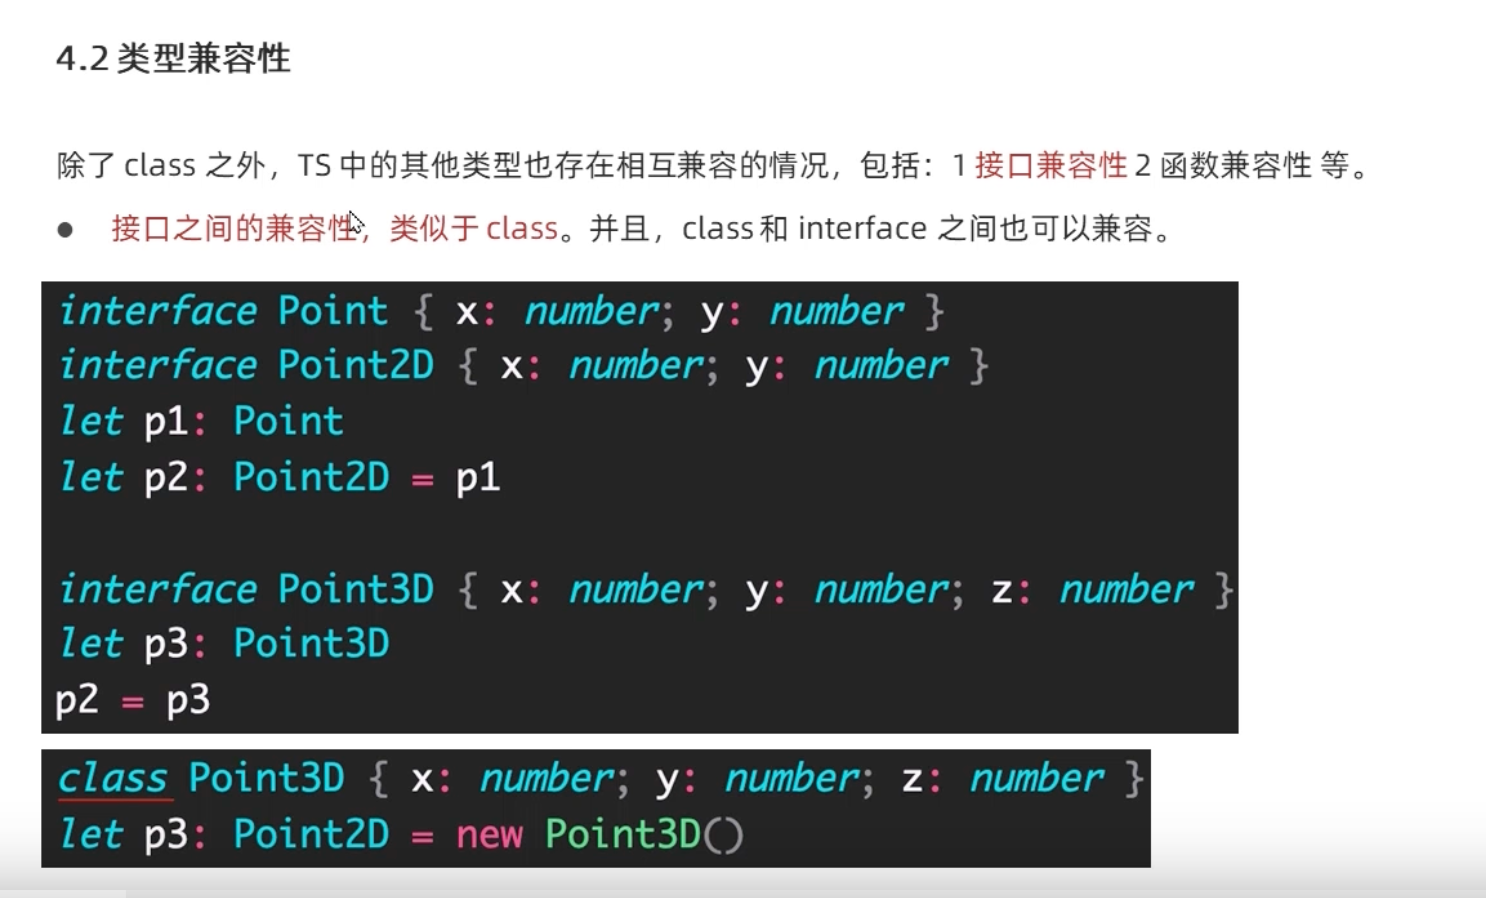 4.2 类型兼容性
除了 class 之外，TS 中的其他类型也存在相互兼容的情况，包括：1 接口兼容性 2 函数兼容性 等。
● 接口之间的兼容性，类似于 class。并且，class 和 interface 之间也可以兼容。
interface Point { x: number; y: number }
interface Point2D { x: number; y: number }
let p1: Point
let p2: Point2D = p1
interface Point3D { x: number; y: number; z: number }
let p3: Point3D
p2 = p3
class Point3D { x: number; y: number; z: number }
let p3: Point2D = new Point3D()